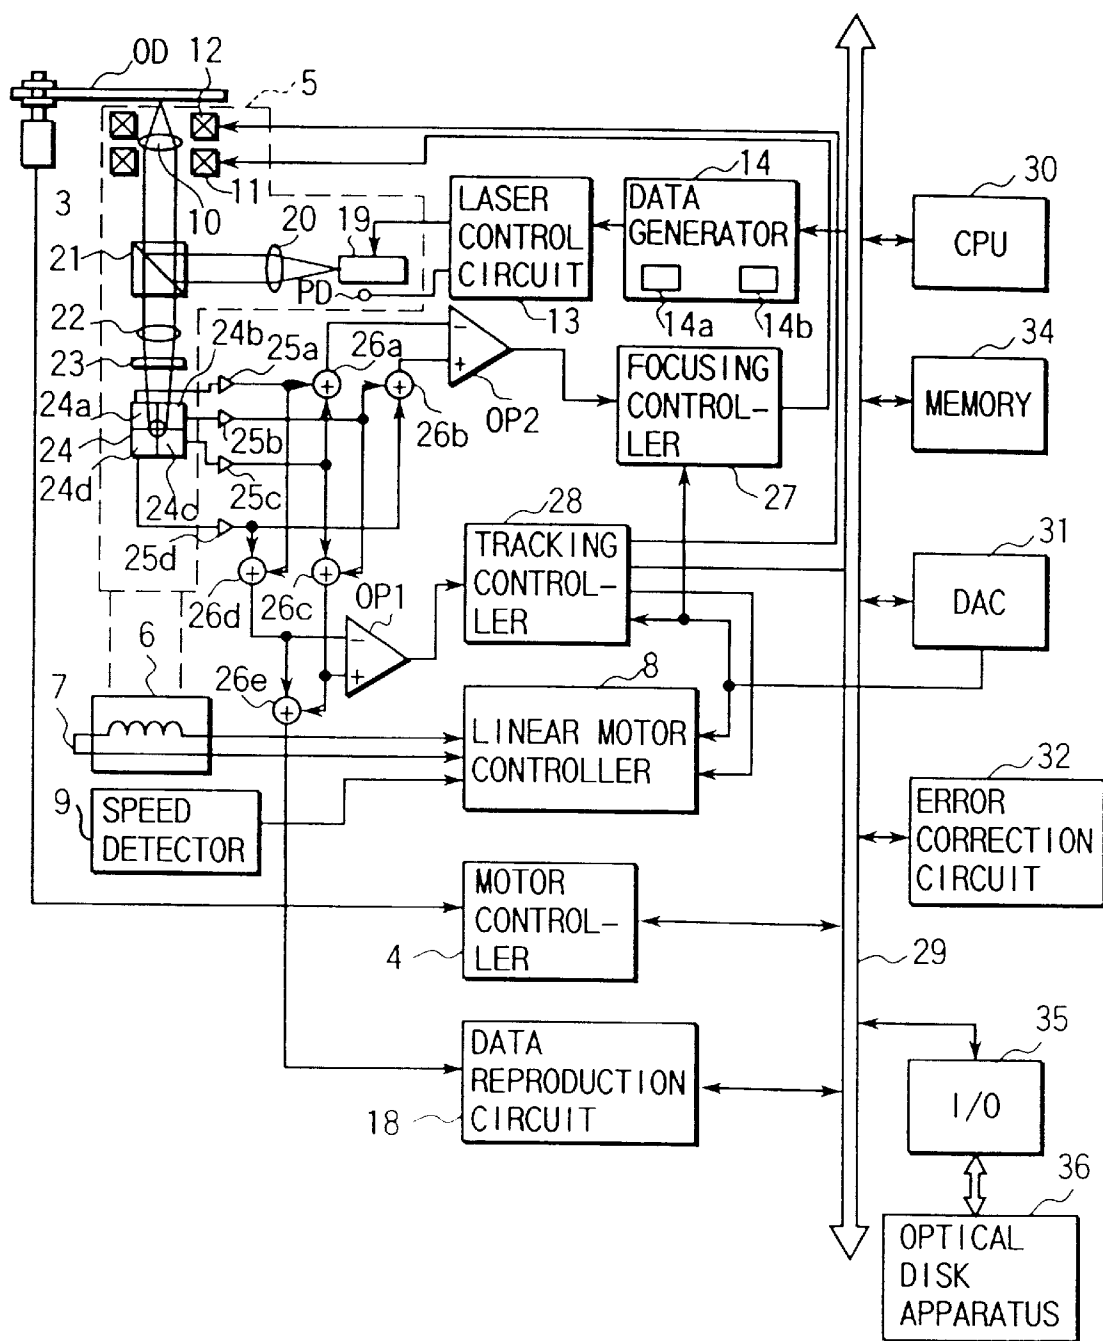 OD
12
5
3
10
11
20
19
21
PD
LASER
CONTROL
CIRCUIT
13
14
DATA
GENERATOR
14a
14b
30
CPU
22
23
24b
25a
26a
-
+
OP2
FOCUSING
CONTROL-
LER
27
34
MEMORY
24a
24
24d
24c
25b
25c
25d
+
+
26b
28
TRACKING
CONTROL-
LER
31
DAC
+
26d
+
26c
OP1
-
+
6
7
26e
+
8
LINEAR MOTOR
CONTROLLER
9
SPEED
DETECTOR
32
ERROR
CORRECTION
CIRCUIT
MOTOR
CONTROL-
LER
4
29
DATA
REPRODUCTION
CIRCUIT
18
35
I/O
36
OPTICAL
DISK
APPARATUS